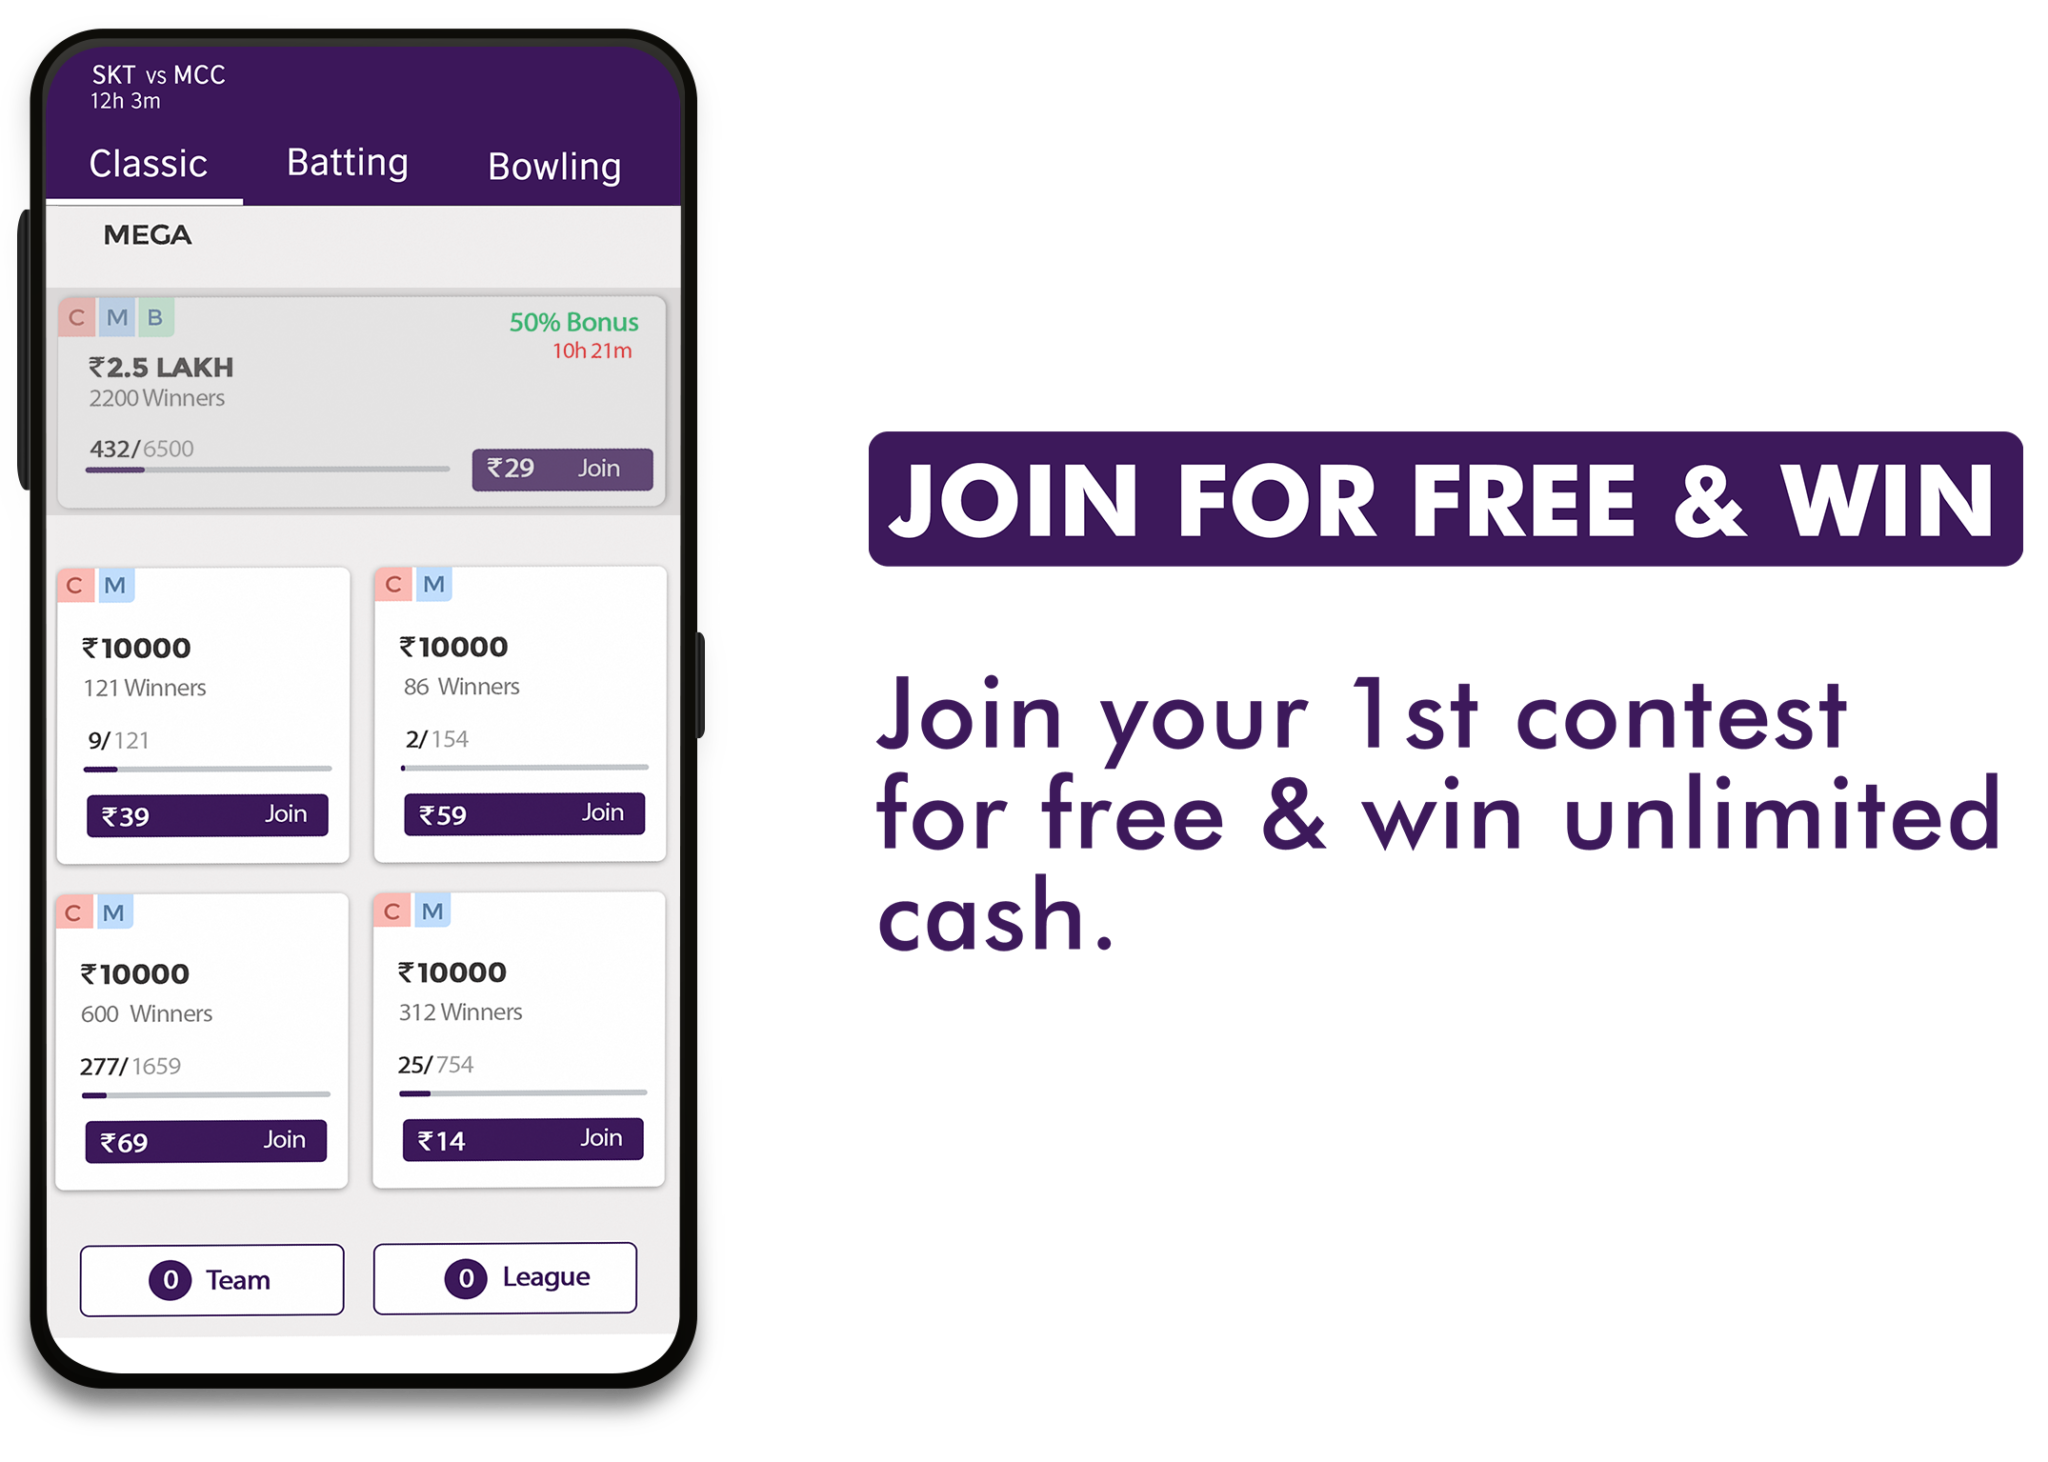 SKT vs MCC
12h 3m
Classic Batting Bowling
MEGA
C M B
50% Bonus
10h 21m
₹2.5 LAKH
2200 Winners
432/6500
₹29 Join
C M
₹10000
121 Winners
9/121
₹39 Join
C M
₹10000
86 Winners
2/154
₹59 Join
C M
₹10000
600 Winners
277/1659
₹69 Join
C M
₹10000
312 Winners
25/754
₹14 Join
0 Team
0 League
JOIN FOR FREE & WIN
Join your 1st contest
for free & win unlimited
cash.